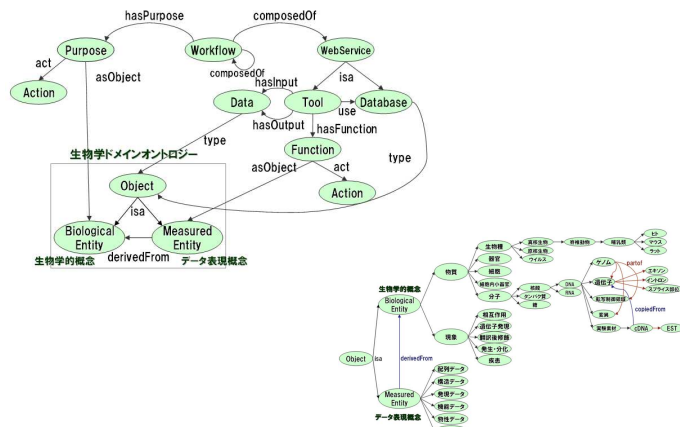 hasPurpose
composedOf
Purpose
Workflow
WebService
act
asObject
composedOf
isa
Action
hasInput
Data
Tool
use
Database
hasOutput
hasFunction
type
Function
生物学ドメインオントロジー
asObject
act
type
Object
Action
isa
Biological
Entity
Measured
Entity
derivedFrom
生物学的概念
データ表現概念
Object
isa
derivedFrom
生物学的概念
Biological
Entity
Measured
Entity
データ表現概念
物質
現象
生物種
器官
細胞
細胞内小器官
分子
真核生物
原核生物
ウイルス
脊椎動物
哺乳類
ヒト
マウス
ラット
核酸
タンパク質
糖
DNA
RNA
ゲノム
遺伝子
転写制御領域
変異
実験素材
partof
エキソン
イントロン
スプライス部位
copiedFrom
cDNA
EST
相互作用
遺伝子発現
翻訳後修飾
発生・分化
疾患
配列データ
構造データ
発現データ
機能データ
物性データ